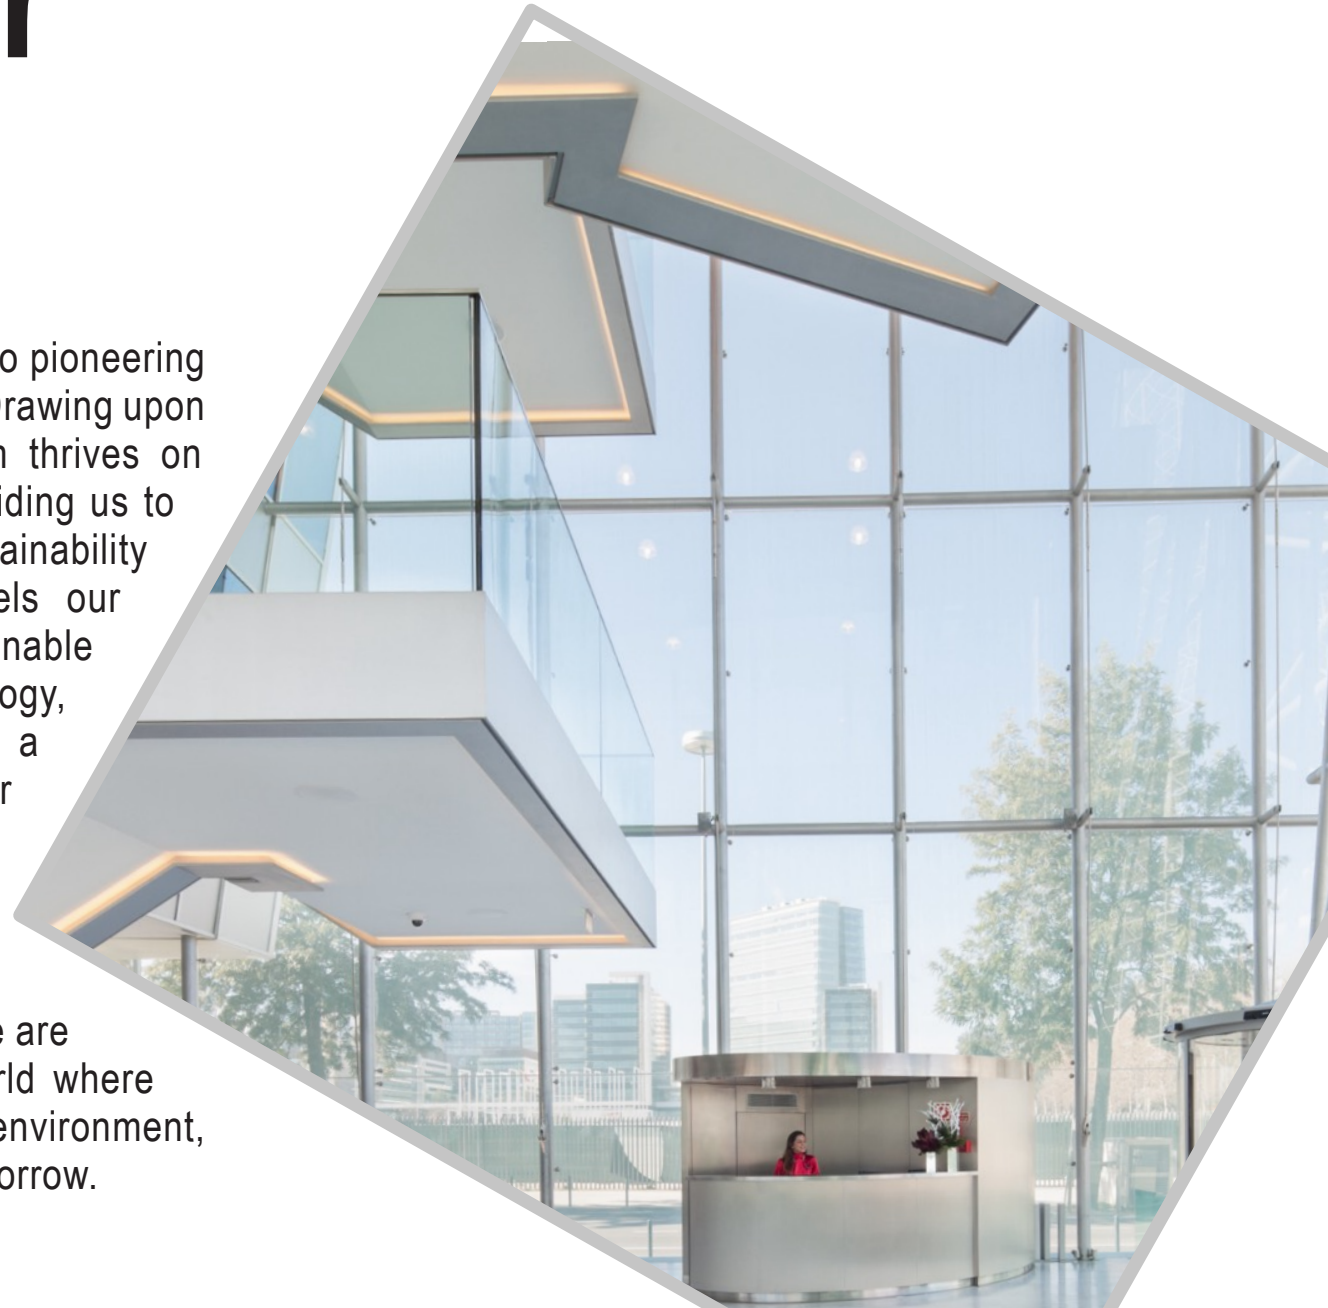 r
o pioneering
rawing upon
thrives on
iding us to
ainability
els our
nable
ogy,
a
r
e are
rld where
environment,
orrow.